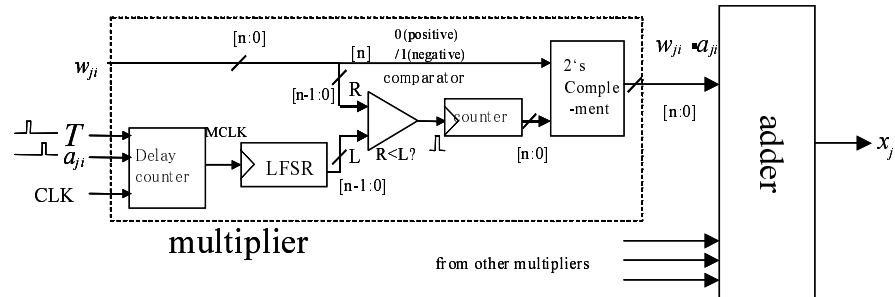 [n:0]
[n]
0(positive)
/1(negative)
w_ji
[n-1:0]
R
comparator
2‘s
Comple
-ment
w_ji ▪a_ji
[n:0]
adder
x_j
T
MCLK
counter
a_ji
Delay
counter
LFSR
L
R<L?
[n:0]
CLK
[n-1:0]
multiplier
from other multipliers